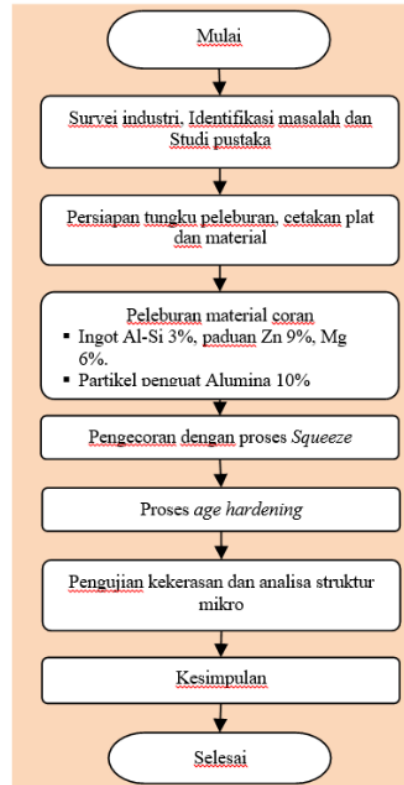 Mulai
Survei industri, Identifikasi masalah dan
Studi pustaka
Persiapan tungku peleburan, cetakan plat
dan material
Peleburan material coran
▪ Ingot Al-Si 3%, paduan Zn 9%, Mg
6%.
▪ Partikel penguat Alumina 10%
Pengecoran dengan proses Squeeze
Proses age hardening
Pengujian kekerasan dan analisa struktur
mikro
Kesimpulan
Selesai